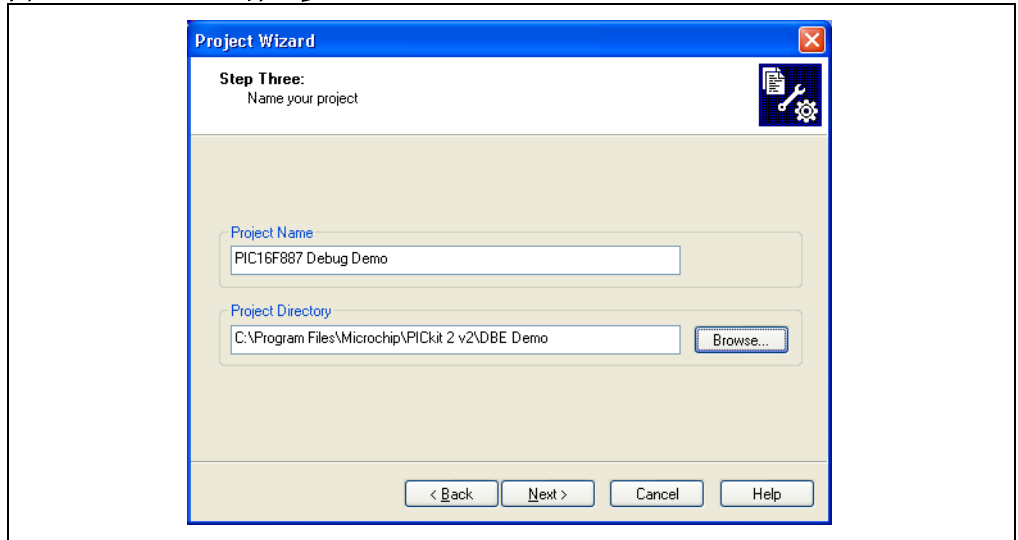 Project Wizard
Step Three:
Name your project
Project Name
PIC16F887 Debug Demo
Project Directory
C:\Program Files\Microchip\PICkit 2 v2\DBE Demo
Browse...
< Back Next > Cancel Help